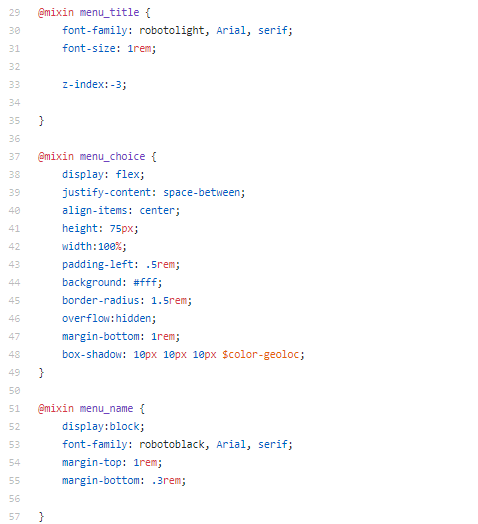 29 @mixin menu_title {
30 font-family: robotolight, Arial, serif;
31 font-size: 1rem;
32
33 z-index:-3;
34
35 }
36
37 @mixin menu_choice {
38 display: flex;
39 justify-content: space-between;
40 align-items: center;
41 height: 75px;
42 width:100%;
43 padding-left: .5rem;
44 background: #fff;
45 border-radius: 1.5rem;
46 overflow:hidden;
47 margin-bottom: 1rem;
48 box-shadow: 10px 10px 10px $color-geoloc;
49 }
50
51 @mixin menu_name {
52 display:block;
53 font-family: robotoblack, Arial, serif;
54 margin-top: 1rem;
55 margin-bottom: .3rem;
56
57 }